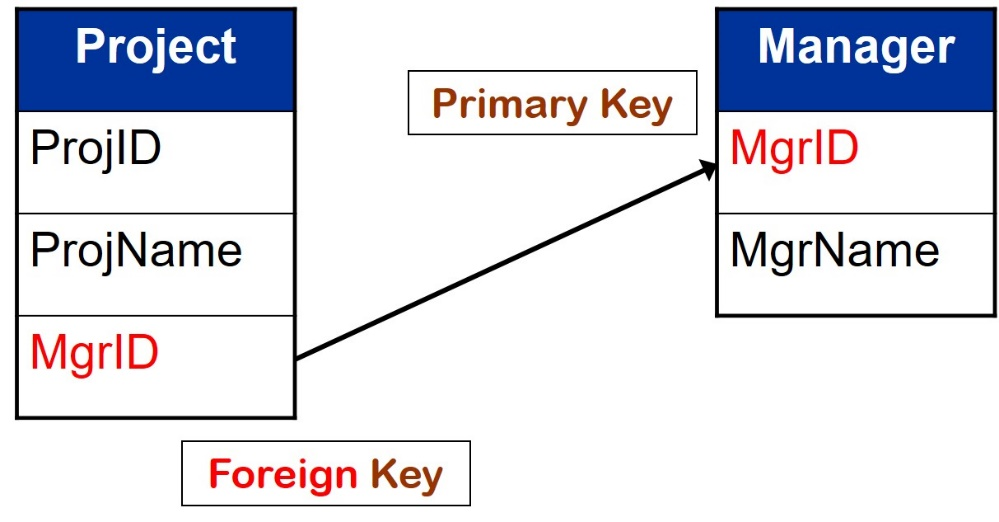 Project
ProjID
ProjName
MgrID
Foreign Key
Primary Key
Manager
MgrID
MgrName